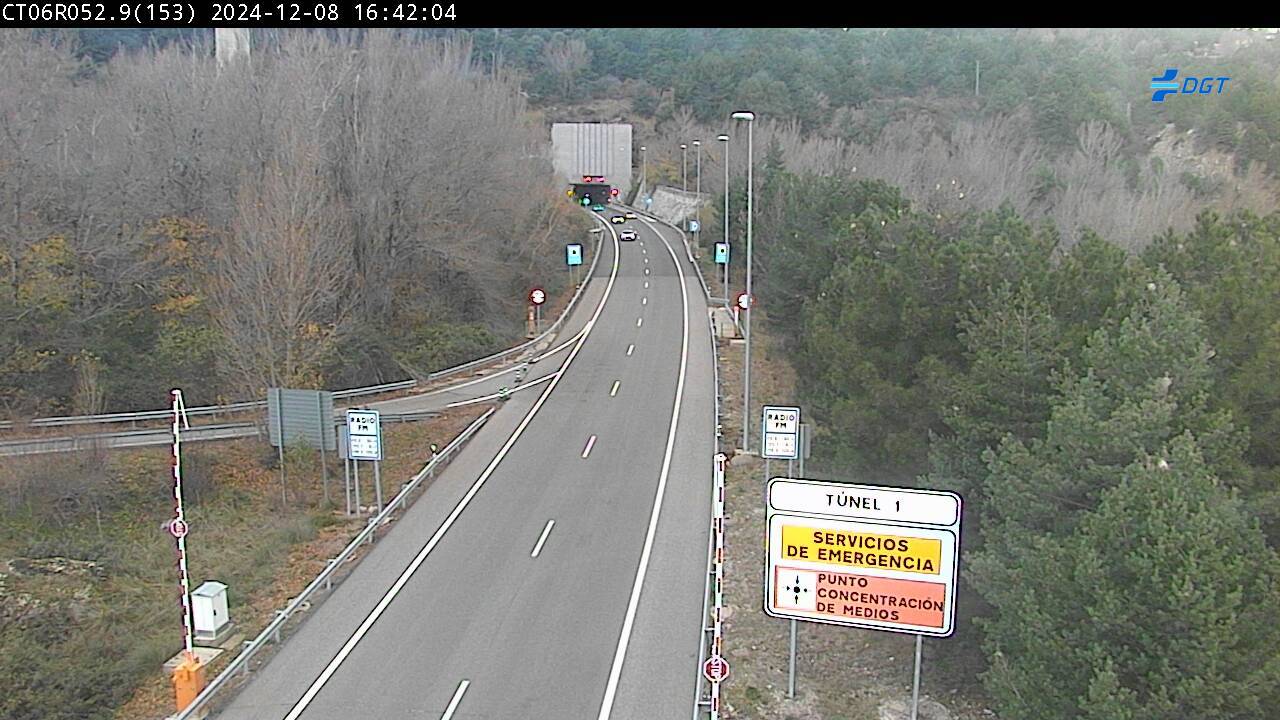 CT06R052.9(153) 2024-12-08 16:42:04
DGT
RADIO
FM
RADIO
FM
TÚNEL 1
SERVICIOS
DE EMERGENCIA
PUNTO
CONCENTRACIÓN
DE MEDIOS